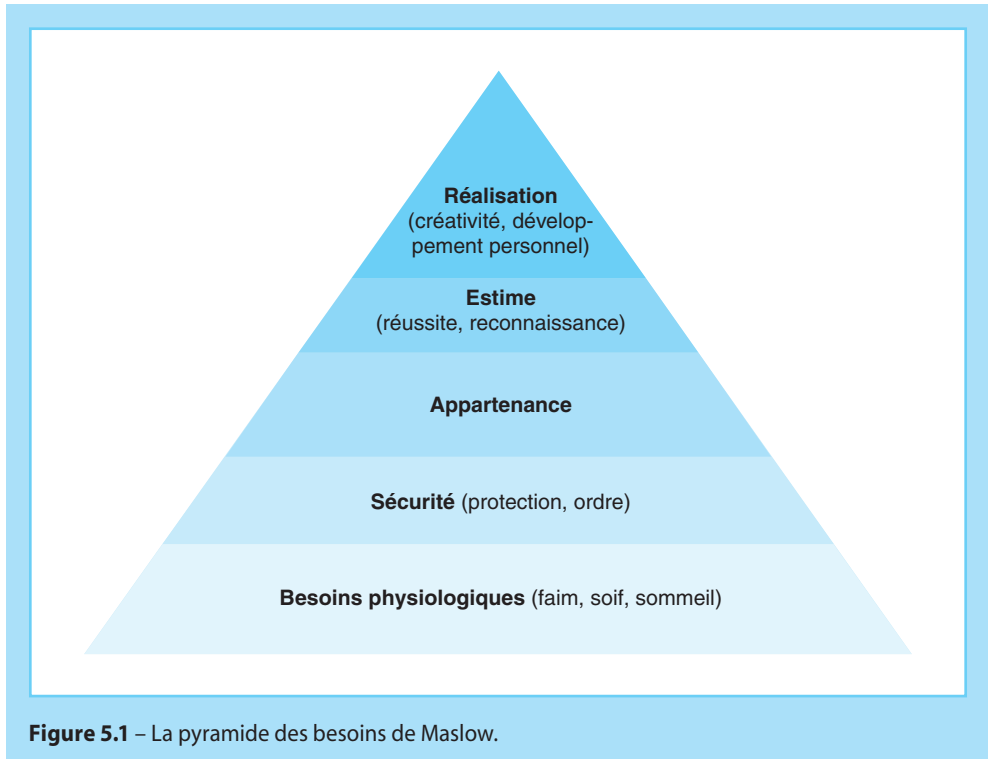 Réalisation
(créativité, dévelop-
pement personnel)
Estime
(réussite, reconnaissance)
Appartenance
Sécurité (protection, ordre)
Besoins physiologiques (faim, soif, sommeil)
Figure 5.1 – La pyramide des besoins de Maslow.